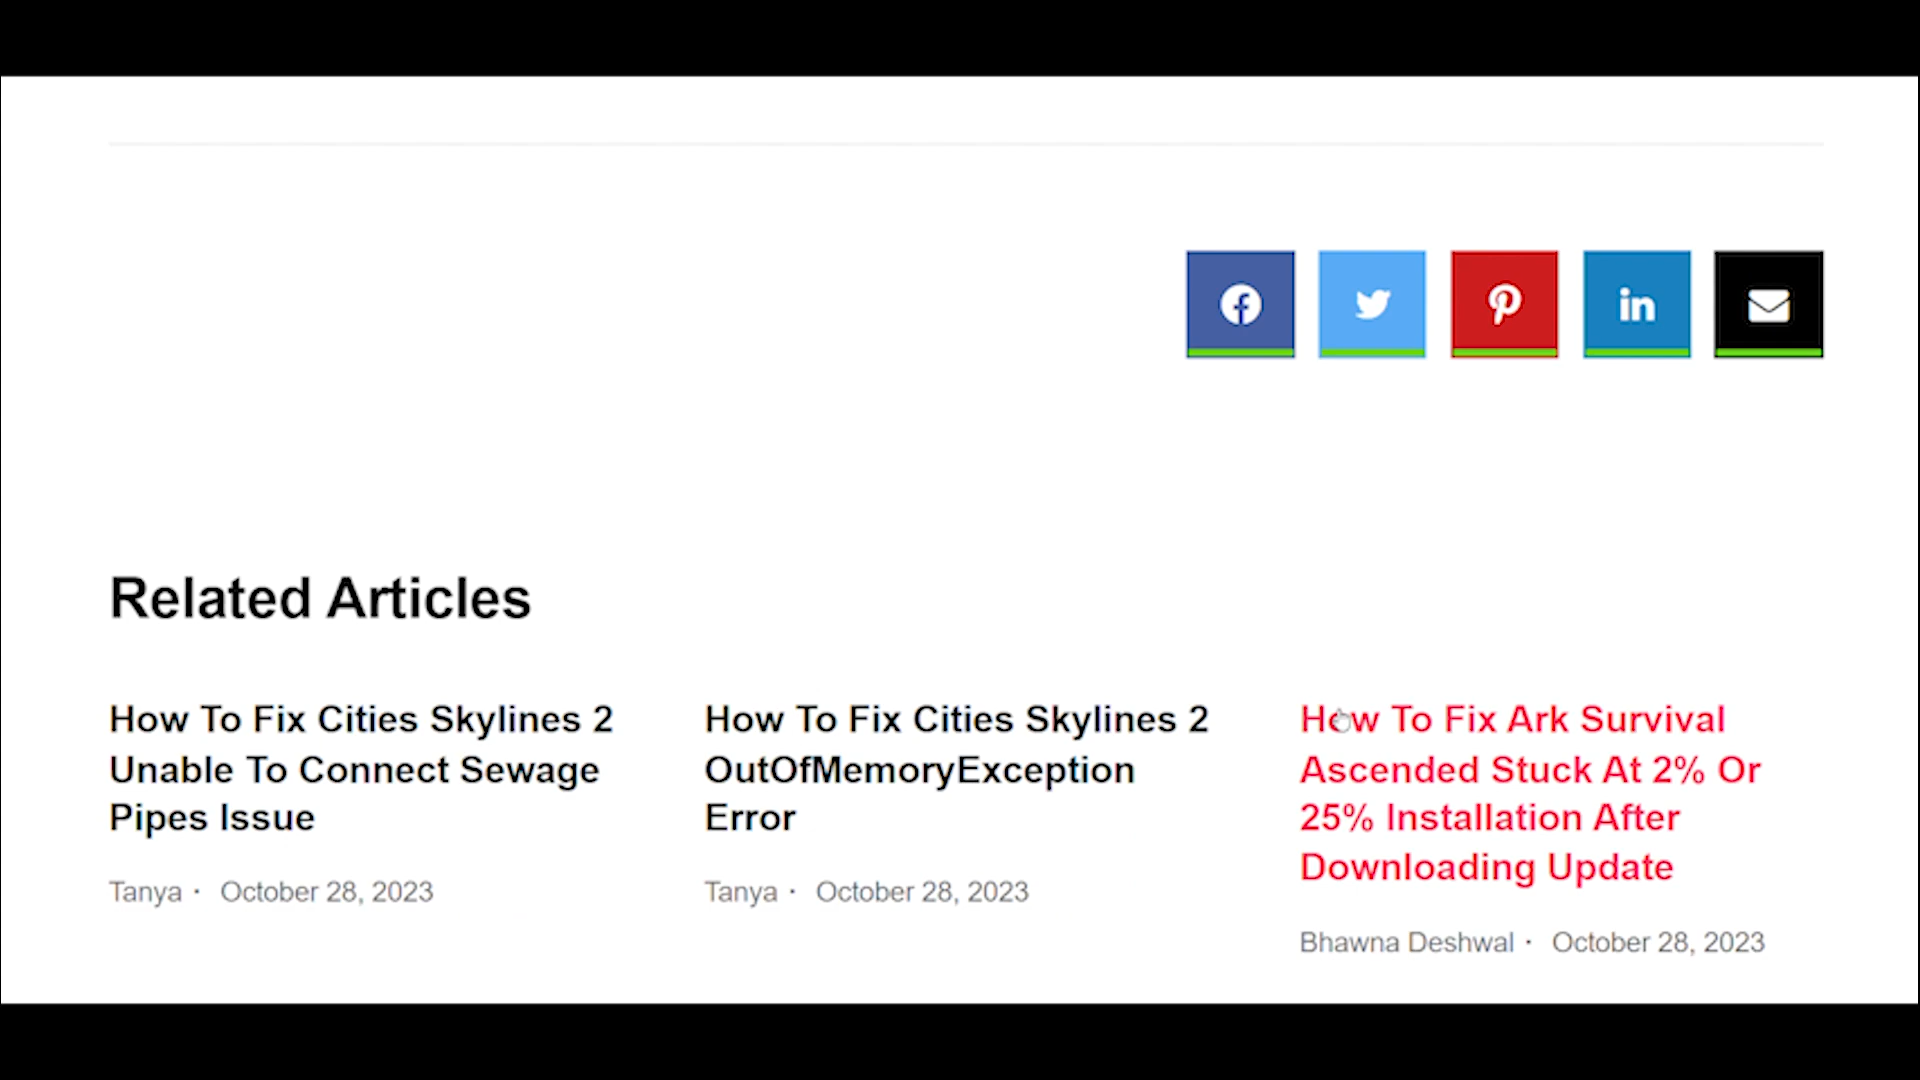 Related Articles
How To Fix Cities Skylines 2
Unable To Connect Sewage
Pipes Issue
Tanya · October 28, 2023
How To Fix Cities Skylines 2
OutOfMemoryException
Error
Tanya · October 28, 2023
How To Fix Ark Survival
Ascended Stuck At 2% Or
25% Installation After
Downloading Update
Bhawna Deshwal · October 28, 2023